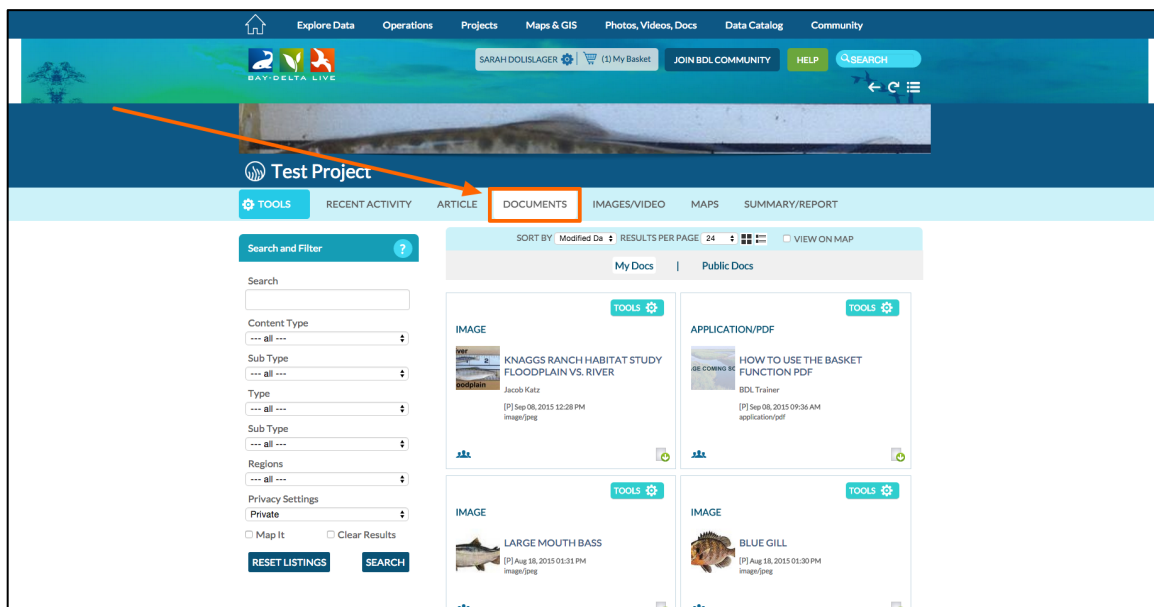 Explore Data Operations Projects Maps & GIS Photos, Videos, Docs Data Catalog Community
BAY-DELTA LIVE
SARAH DOLISLAGER (1) My Basket JOIN BDL COMMUNITY HELP SEARCH
Test Project
TOOLS RECENT ACTIVITY ARTICLE DOCUMENTS IMAGES/VIDEO MAPS SUMMARY/REPORT
Search and Filter ?
Search
Content Type
--- all ---
Sub Type
--- all ---
Type
--- all ---
Sub Type
--- all ---
Regions
--- all ---
Privacy Settings
Private
Map It Clear Results
RESET LISTINGS SEARCH
SORT BY Modified Da RESULTS PER PAGE 24 VIEW ON MAP
My Docs | Public Docs
TOOLS
IMAGE
KNAGGS RANCH HABITAT STUDY
FLOODPLAIN VS. RIVER
Jacob Katz
[P] Sep 08, 2015 12:28 PM
image/jpeg
TOOLS
APPLICATION/PDF
HOW TO USE THE BASKET
FUNCTION PDF
BDL Trainer
[P] Sep 08, 2015 09:36 AM
application/pdf
TOOLS
IMAGE
LARGE MOUTH BASS
[P] Aug 18, 2015 01:31 PM
image/jpeg
TOOLS
IMAGE
BLUE GILL
[P] Aug 18, 2015 01:30 PM
image/jpeg